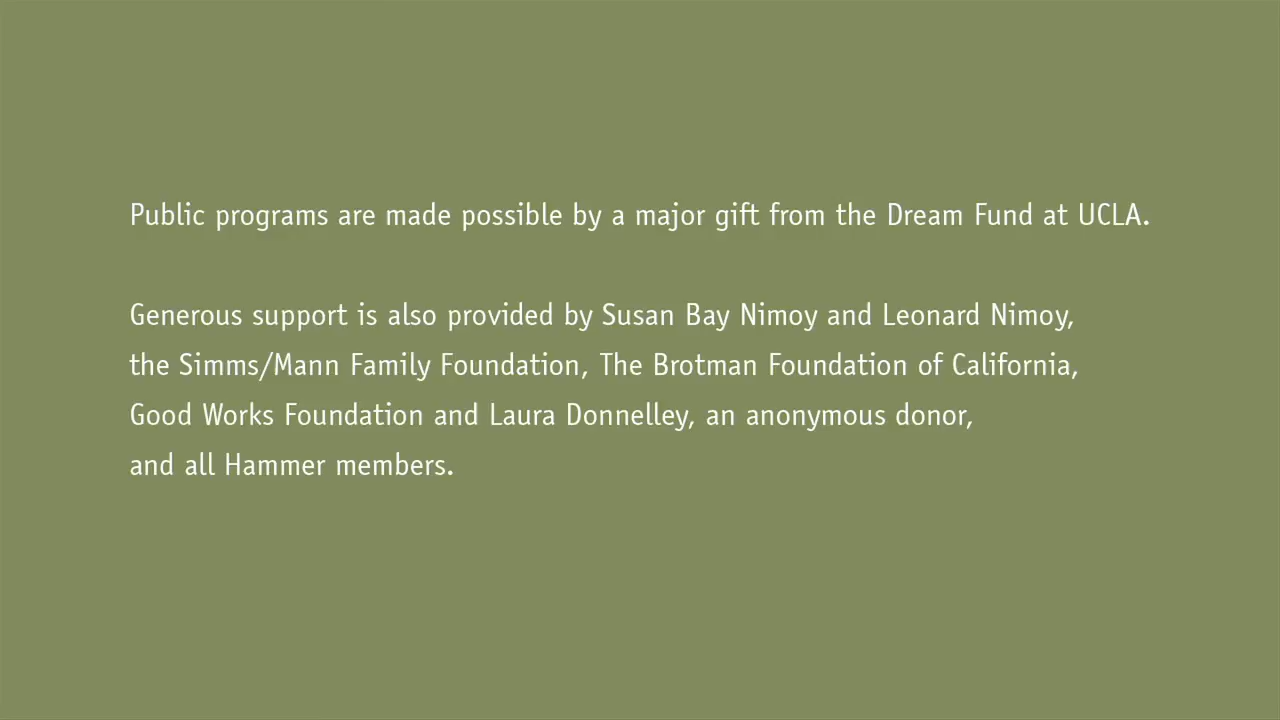 Public programs are made possible by a major gift from the Dream Fund at UCLA.
Generous support is also provided by Susan Bay Nimoy and Leonard Nimoy,
the Simms/Mann Family Foundation, The Brotman Foundation of California,
Good Works Foundation and Laura Donnelley, an anonymous donor,
and all Hammer members.